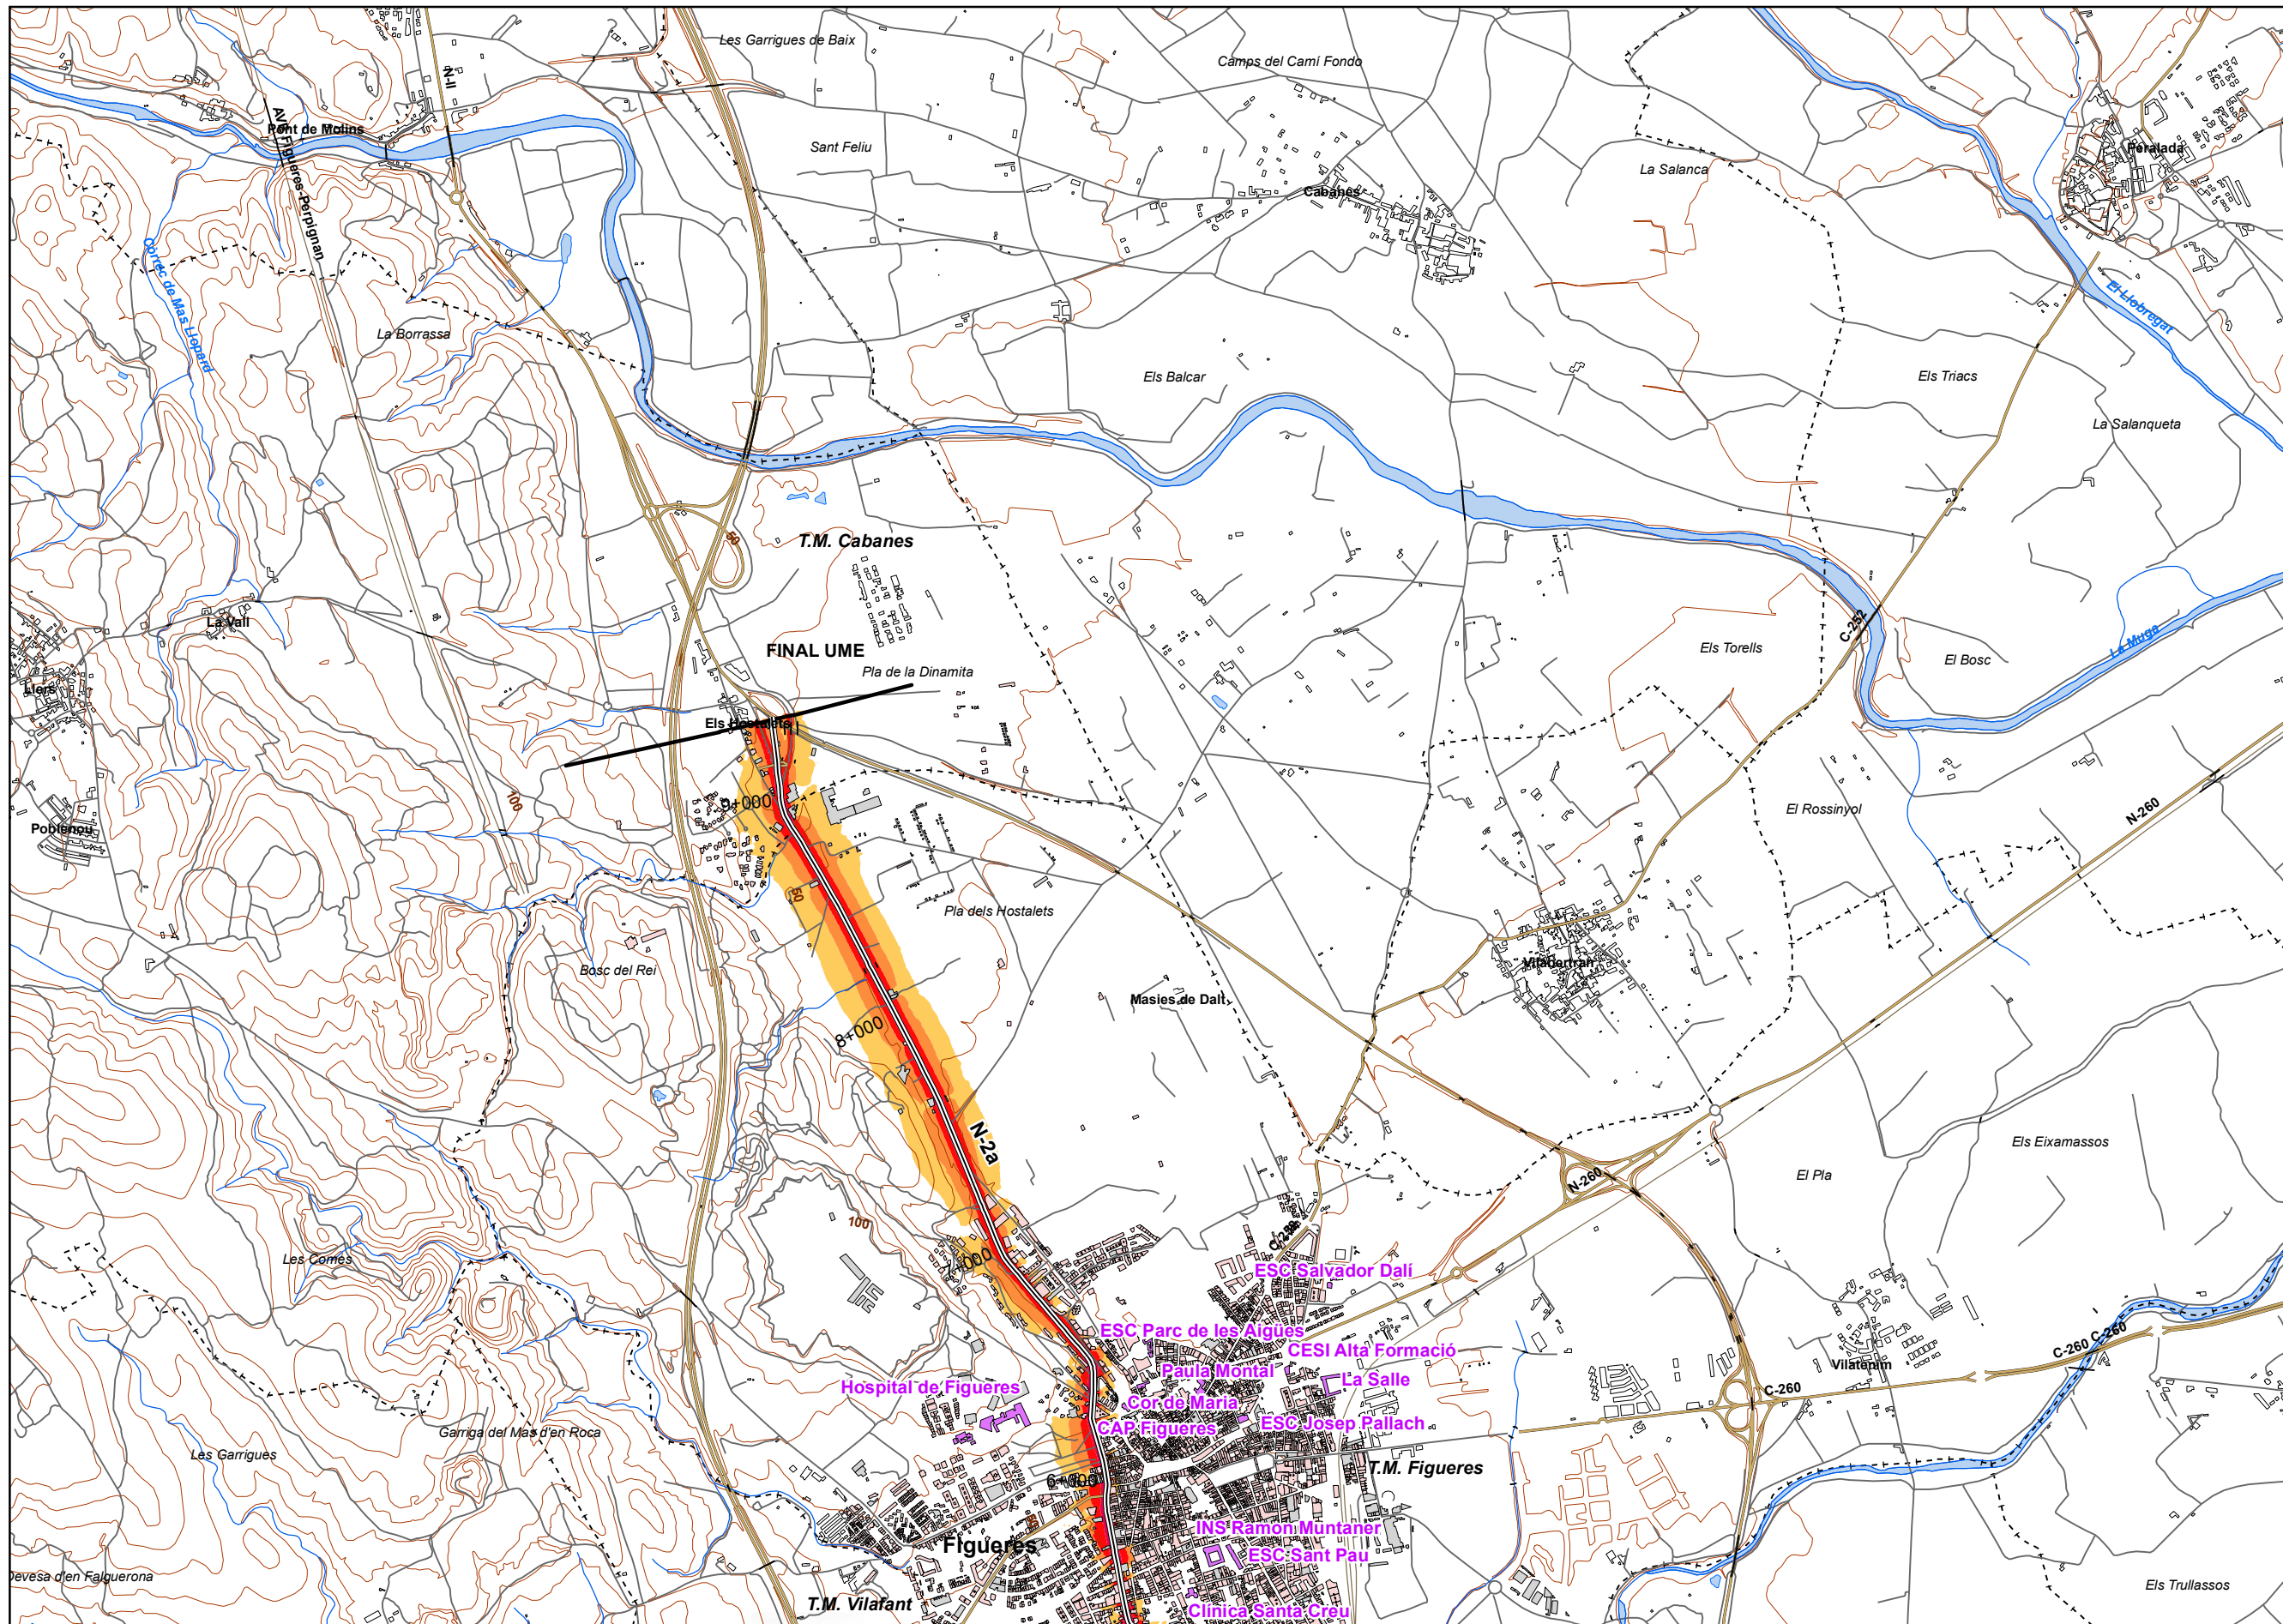 Les Garrigues de Baix
Camps del Camí Fondo
N-II
Pont de Molins
AVE Figueres-Perpignan
Sant Feliu
Cabanes
La Salanca
Peralada
Còrrec de Mas Llopard
La Borrassa
Els Balcar
Els Triacs
El Llobregat
La Salanqueta
50
T.M. Cabanes
C-252
La Vall
FINAL UME
Pla de la Dinamita
Els Torells
El Bosc
La Muga
Llers
Els Hostalets
100
9+000
El Rossinyol
N-260
Poblenou
50
Pla dels Hostalets
Bosc del Rei
Vilabertran
Masies de Dalt
8+000
N-2a
Els Eixamassos
El Pla
N-260
100
Les Comes
7+000
ESC Salvador Dalí
ESC Parc de les Aigües
CESI Alta Formació
C-260
C-260
Vilatenim
Paula Montal
La Salle
Hospital de Figueres
C-260
Cor de Maria
ESC Josep Pallach
CAP Figueres
Garriga del Mas d'en Roca
Les Garrigues
T.M. Figueres
6+000
INS Ramon Muntaner
Figueres
ESC Sant Pau
Devesa d'en Falguerona
Els Trullassos
T.M. Vilafant
Clínica Santa Creu